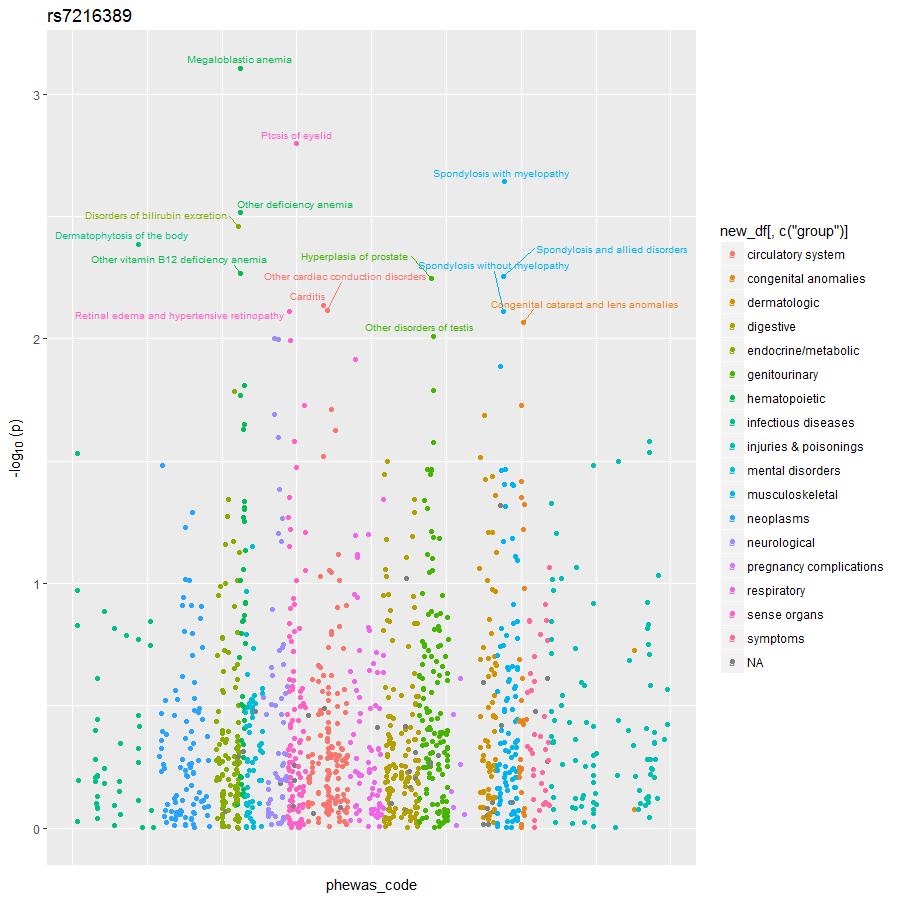 rs7216389
Megaloblastic anemia
3
Ptosis of eyelid
Spondylosis with myelopathy
Other deficiency anemia
Disorders of bilirubin excretion
Dermatophytosis of the body
Spondylosis and allied disorders
Hyperplasia of prostate
Other vitamin B12 deficiency anemia
Spondylosis without myelopathy
Other cardiac conduction disorders
Carditis
Congenital cataract and lens anomalies
Retinal edema and hypertensive retinopathy
Other disorders of testis
2
1
0
-log10 (p)
phewas_code
new_df[, c("group")]
circulatory system
congenital anomalies
dermatologic
digestive
endocrine/metabolic
genitourinary
hematopoietic
infectious diseases
injuries & poisonings
mental disorders
musculoskeletal
neoplasms
neurological
pregnancy complications
respiratory
sense organs
symptoms
NA